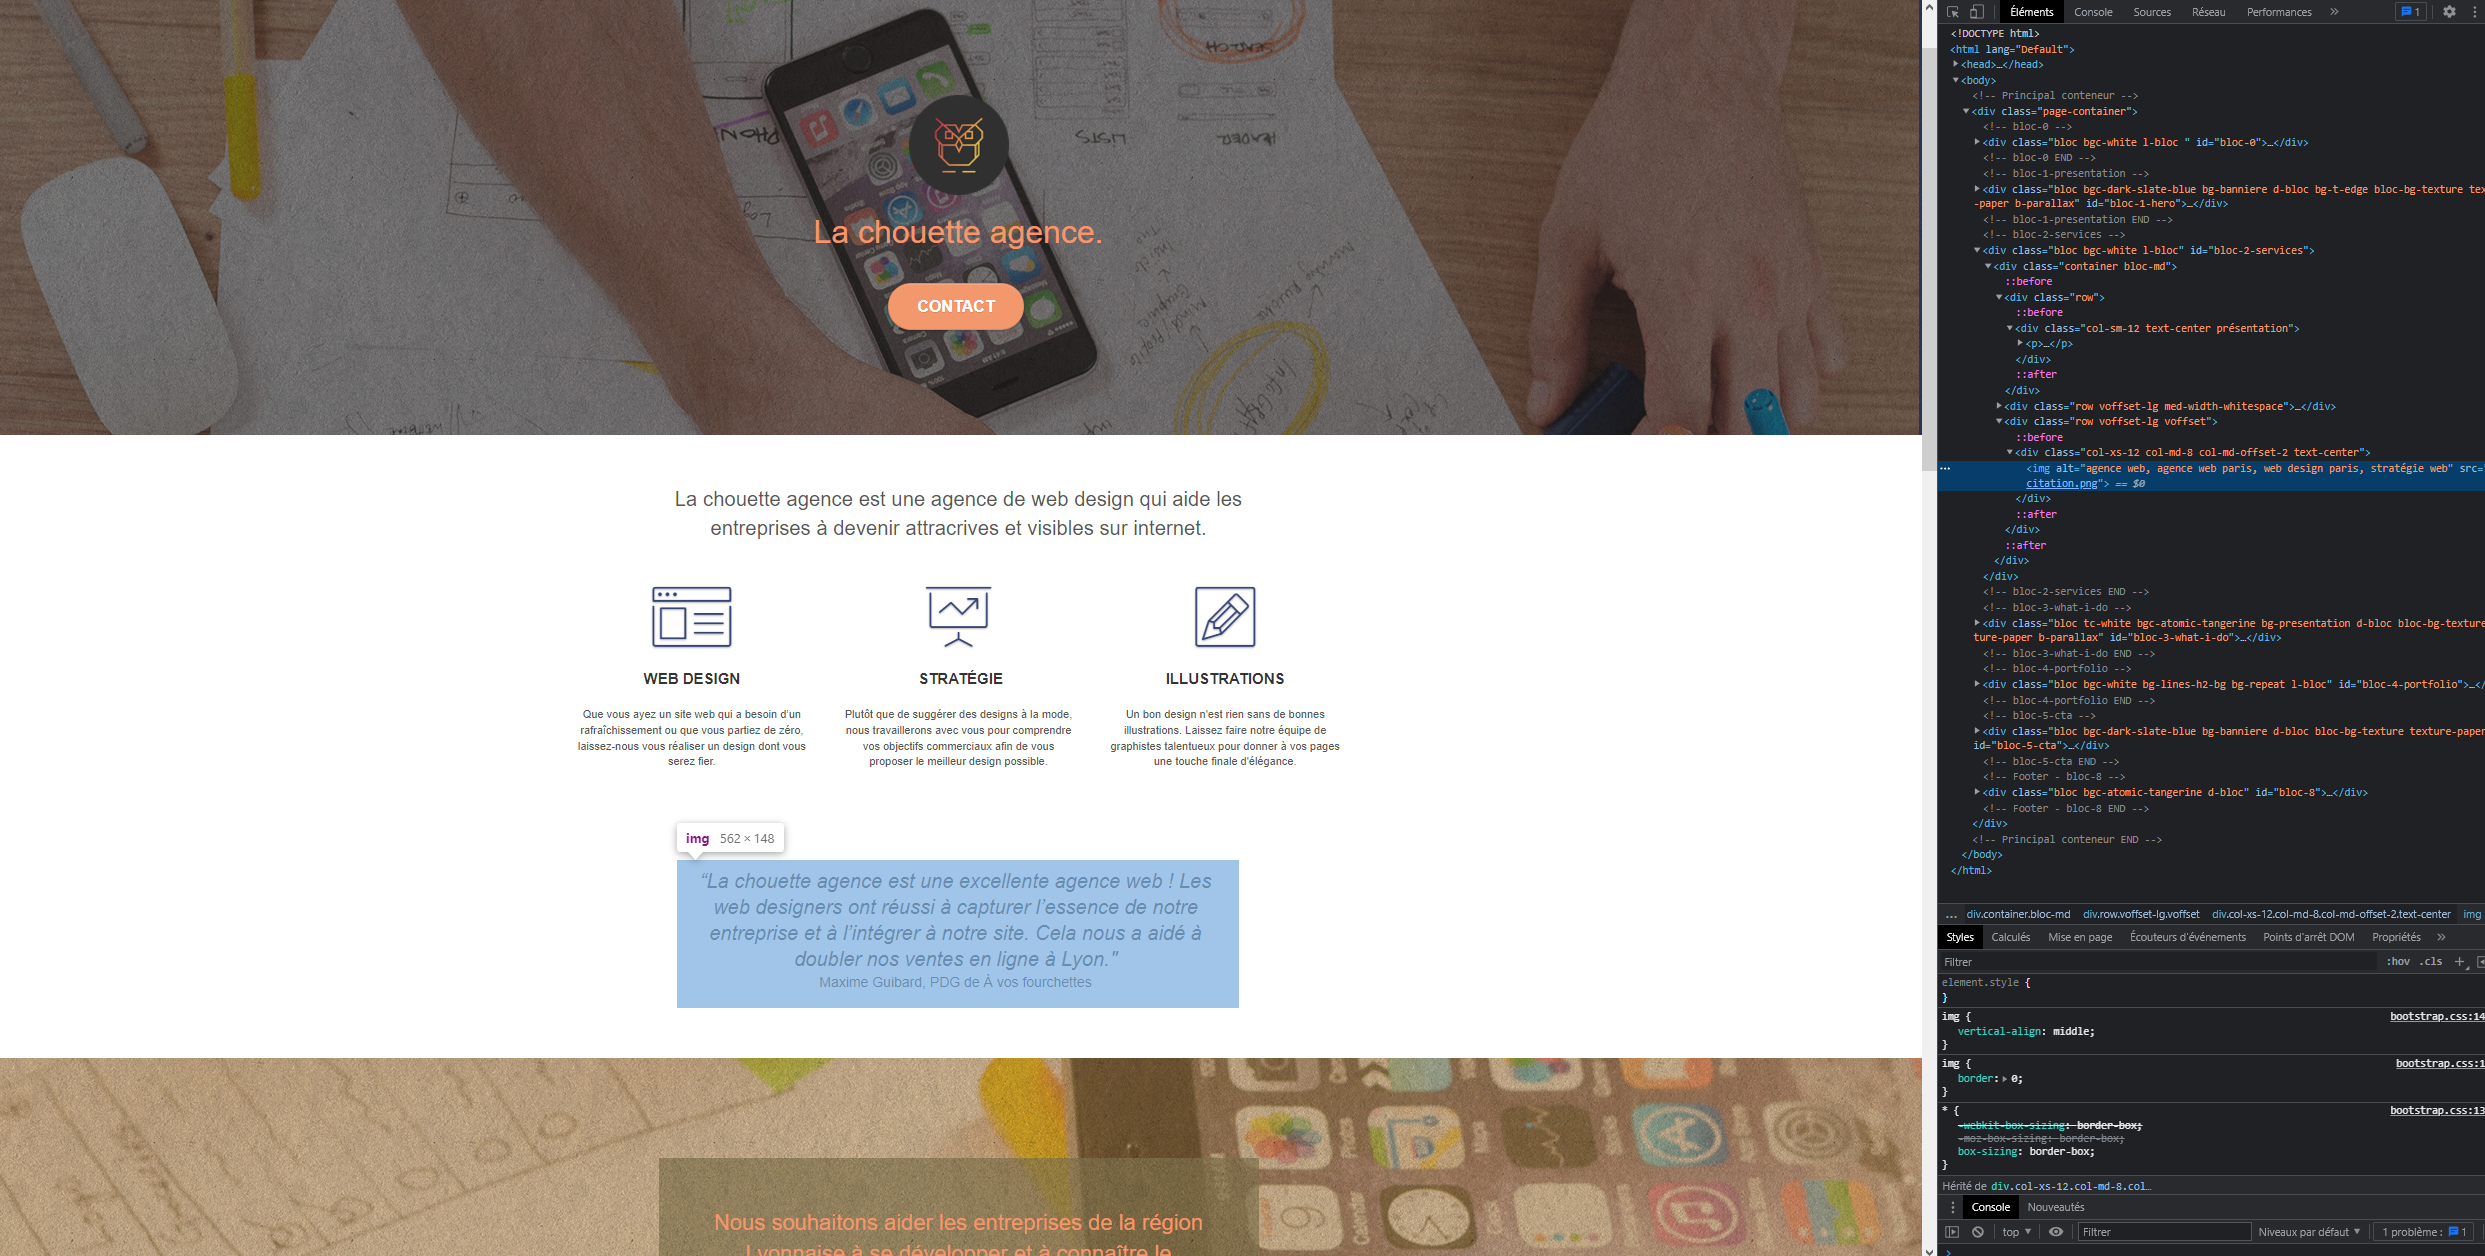 La chouette agence.
CONTACT
La chouette agence est une agence de web design qui aide les
entreprises à devenir attracrives et visibles sur internet.
WEB DESIGN
Que vous ayez un site web qui a besoin d'un
rafraîchissement ou que vous partiez de zéro,
laissez-nous vous réaliser un design dont vous
serez fier.
STRATÉGIE
Plutôt que de suggérer des designs à la mode,
nous travaillerons avec vous pour comprendre
vos objectifs commerciaux afin de vous
proposer le meilleur design possible.
ILLUSTRATIONS
Un bon design n'est rien sans de bonnes
illustrations. Laissez faire notre équipe de
graphistes talentueux pour donner à vos pages
une touche finale d'élégance.
img 562 × 148
“La chouette agence est une excellente agence web ! Les
web designers ont réussi à capturer l’essence de notre
entreprise et à l’intégrer à notre site. Cela nous a aidé à
doubler nos ventes en ligne à Lyon."
Maxime Guibard, PDG de À vos fourchettes
Nous souhaitons aider les entreprises de la région
Lyonnaise à se développer et à connaître le
Éléments Console Sources Réseau Performances » 1
<!DOCTYPE html>
<html lang="Default">
<head>…</head>
<body>
<!-- Principal conteneur -->
<div class="page-container">
<!-- bloc-0 -->
<div class="bloc bgc-white l-bloc " id="bloc-0">…</div>
<!-- bloc-0 END -->
<!-- bloc-1-presentation -->
<div class="bloc bgc-dark-slate-blue bg-banniere d-bloc bg-t-edge bloc-bg-texture tex
-paper b-parallax" id="bloc-1-hero">…</div>
<!-- bloc-1-presentation END -->
<!-- bloc-2-services -->
<div class="bloc bgc-white l-bloc" id="bloc-2-services">
<div class="container bloc-md">
::before
<div class="row">
::before
<div class="col-sm-12 text-center présentation">
<p>…</p>
</div>
::after
</div>
<div class="row voffset-lg med-width-whitespace">…</div>
<div class="row voffset-lg voffset">
::before
<div class="col-xs-12 col-md-8 col-md-offset-2 text-center">
<img alt="agence web, agence web paris, web design paris, stratégie web" src="
citation.png"> == $0
</div>
::after
</div>
::after
</div>
</div>
<!-- bloc-2-services END -->
<!-- bloc-3-what-i-do -->
<div class="bloc tc-white bgc-atomic-tangerine bg-presentation d-bloc bloc-bg-texture
ture-paper b-parallax" id="bloc-3-what-i-do">…</div>
<!-- bloc-3-what-i-do END -->
<!-- bloc-4-portfolio -->
<div class="bloc bgc-white bg-lines-h2-bg bg-repeat l-bloc" id="bloc-4-portfolio">…</
<!-- bloc-4-portfolio END -->
<!-- bloc-5-cta -->
<div class="bloc bgc-dark-slate-blue bg-banniere d-bloc bloc-bg-texture texture-paper
id="bloc-5-cta">…</div>
<!-- bloc-5-cta END -->
<!-- Footer - bloc-8 -->
<div class="bloc bgc-atomic-tangerine d-bloc" id="bloc-8">…</div>
<!-- Footer - bloc-8 END -->
</div>
<!-- Principal conteneur END -->
</body>
</html>
... div.container.bloc-md div.row.voffset-lg.voffset div.col-xs-12.col-md-8.col-md-offset-2.text-center img
Styles Calculés Mise en page Écouteurs d'événements Points d'arrêt DOM Propriétés »
Filtrer :hov .cls +
element.style {
}
img { bootstrap.css:14
vertical-align: middle;
}
img { bootstrap.css:1
border: 0;
}
* { bootstrap.css:13
-webkit-box-sizing: border-box;
-moz-box-sizing: border-box;
box-sizing: border-box;
}
Hérité de div.col-xs-12.col-md-8.col…
Console Nouveautés
top Filtrer Niveaux par défaut 1 problème : 1